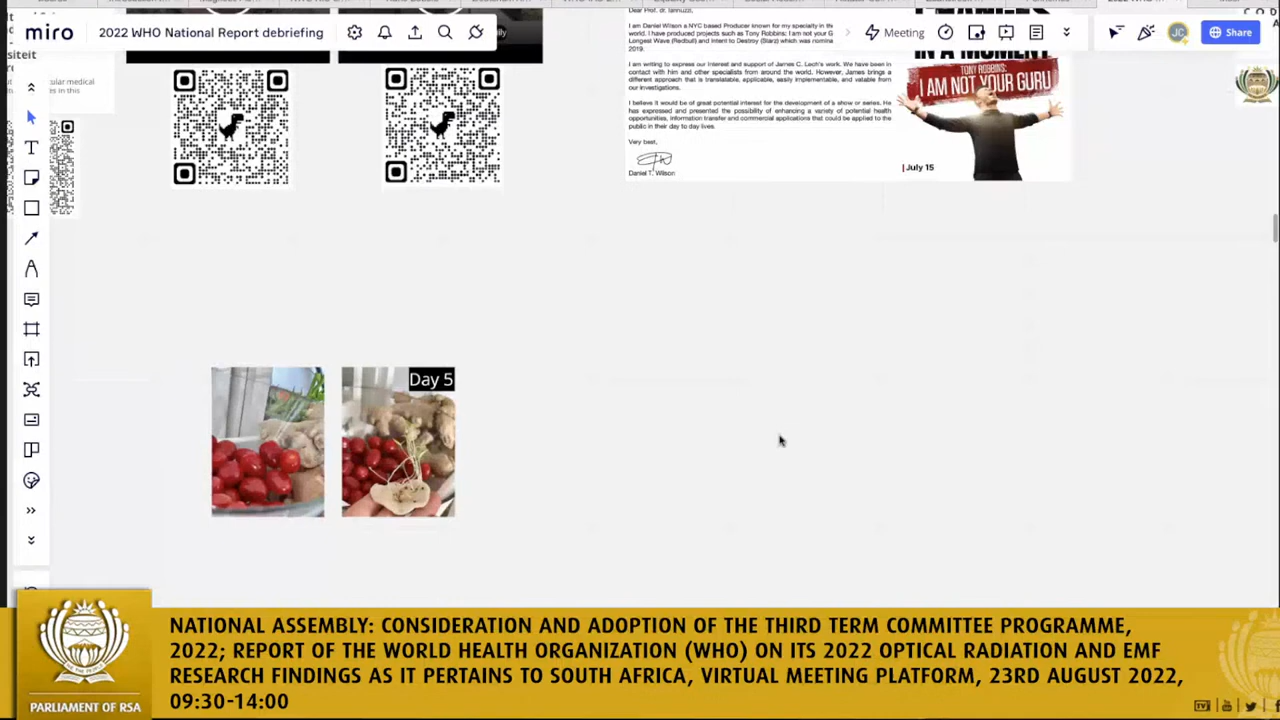 miro
2022 WHO National Report debriefing
Meeting
Share
JC
Dear Prof. dr. Iannuzzi,
I am Daniel Wilson a NYC based Producer known for my specialty in the
world. I have produced projects such as Tony Robbins: I am not your G
Longest Wave (Redbull) and Intent to Destroy (Starz) which was nomina
2019.
I am writing to express our Interest and support of James C. Lech's work. We have been in
contact with him and other specialists from around the world. However, James brings a
different approach that is translatable, applicable, easily implementable, and valuable from
our investigations.
I believe it would be of great potential interest for the development of a show or series. He
has expressed and presented the possibility of enhancing a variety of potential health
opportunities, information transfer and commercial applications that could be applied to the
public in their day to day lives.
Very best,
Daniel T. Wilson
IN A MOMENT
TONY ROBBINS:
I AM NOT YOUR GURU
July 15
sular medical
s in this
Day 5
NATIONAL ASSEMBLY: CONSIDERATION AND ADOPTION OF THE THIRD TERM COMMITTEE PROGRAMME,
2022; REPORT OF THE WORLD HEALTH ORGANIZATION (WHO) ON ITS 2022 OPTICAL RADIATION AND EMF
RESEARCH FINDINGS AS IT PERTAINS TO SOUTH AFRICA, VIRTUAL MEETING PLATFORM, 23RD AUGUST 2022,
09:30-14:00
PARLIAMENT OF RSA